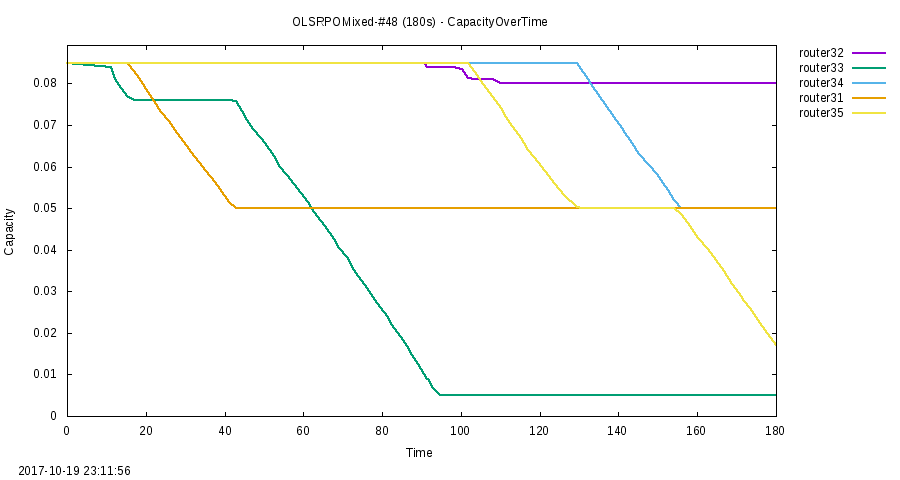 OLSRPOMixed-#48 (180s) - CapacityOverTime
router32
router33
router34
router31
router35
0.08
0.07
0.06
0.05
0.04
0.03
0.02
0.01
0
Capacity
0 20 40 60 80 100 120 140 160 180
Time
2017-10-19 23:11:56